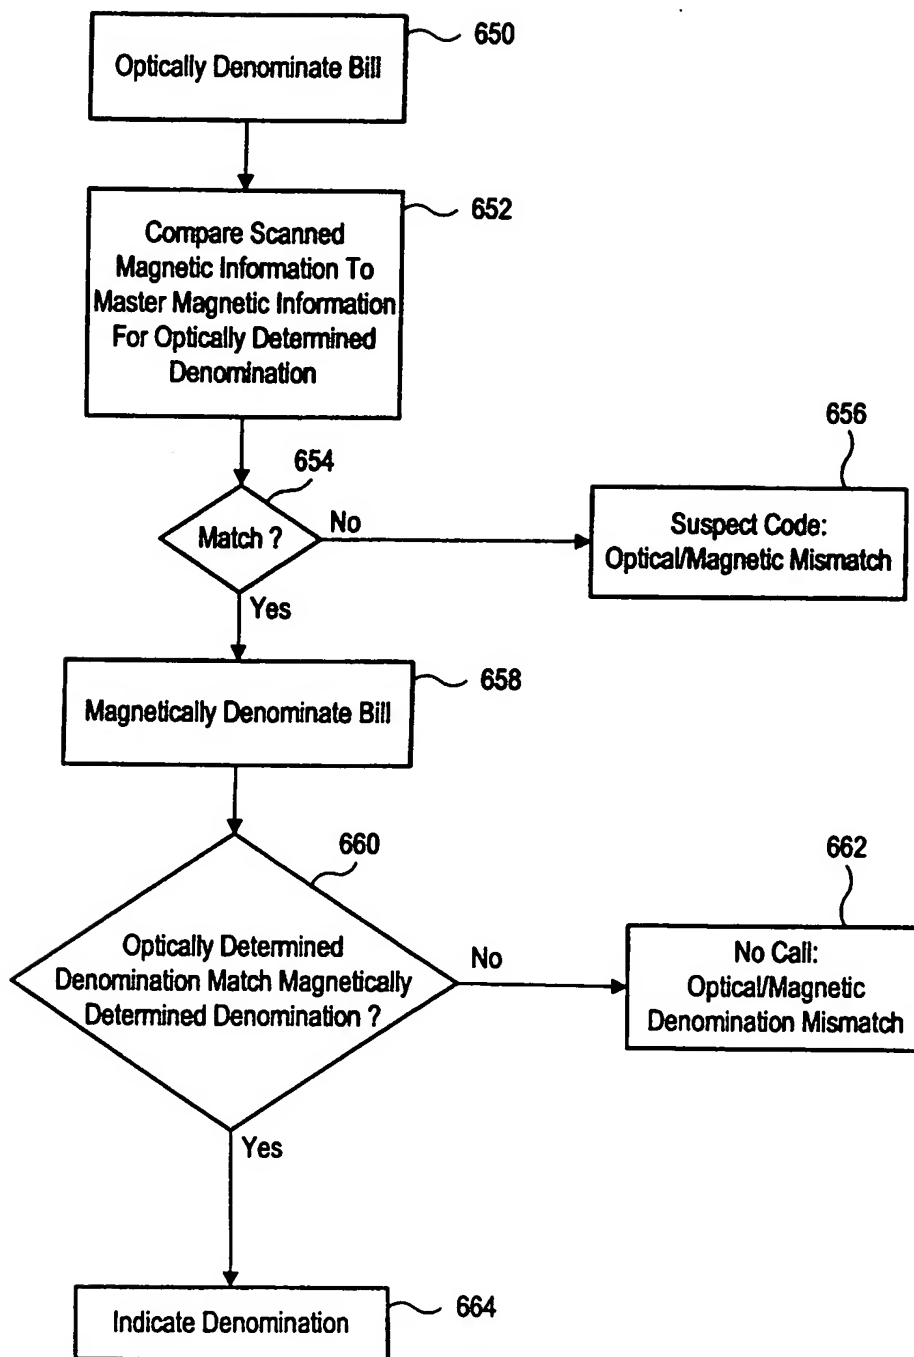 650
Optically Denominate Bill
652
Compare Scanned
Magnetic Information To
Master Magnetic Information
For Optically Determined
Denomination
654
Match ?
No
Yes
656
Suspect Code:
Optical/Magnetic Mismatch
658
Magnetically Denominate Bill
660
Optically Determined
Denomination Match Magnetically
Determined Denomination ?
No
Yes
662
No Call:
Optical/Magnetic
Denomination Mismatch
664
Indicate Denomination